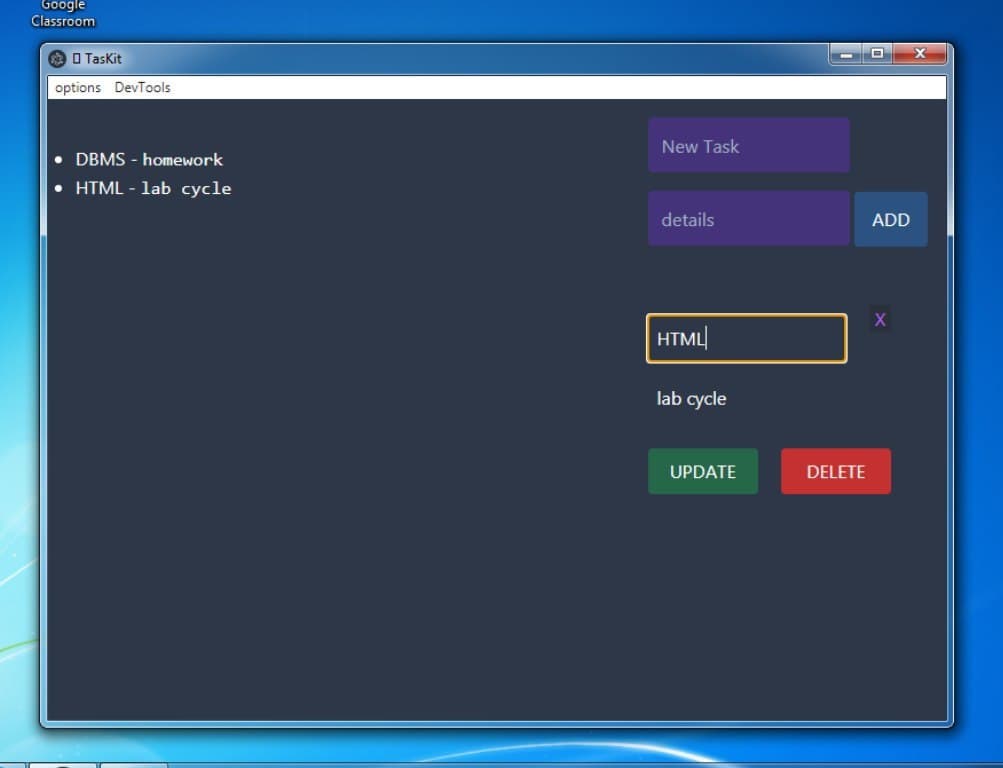 Google
Classroom
TasKit
options DevTools
DBMS - homework
HTML - lab cycle
New Task
details
ADD
X
HTML
lab cycle
UPDATE
DELETE